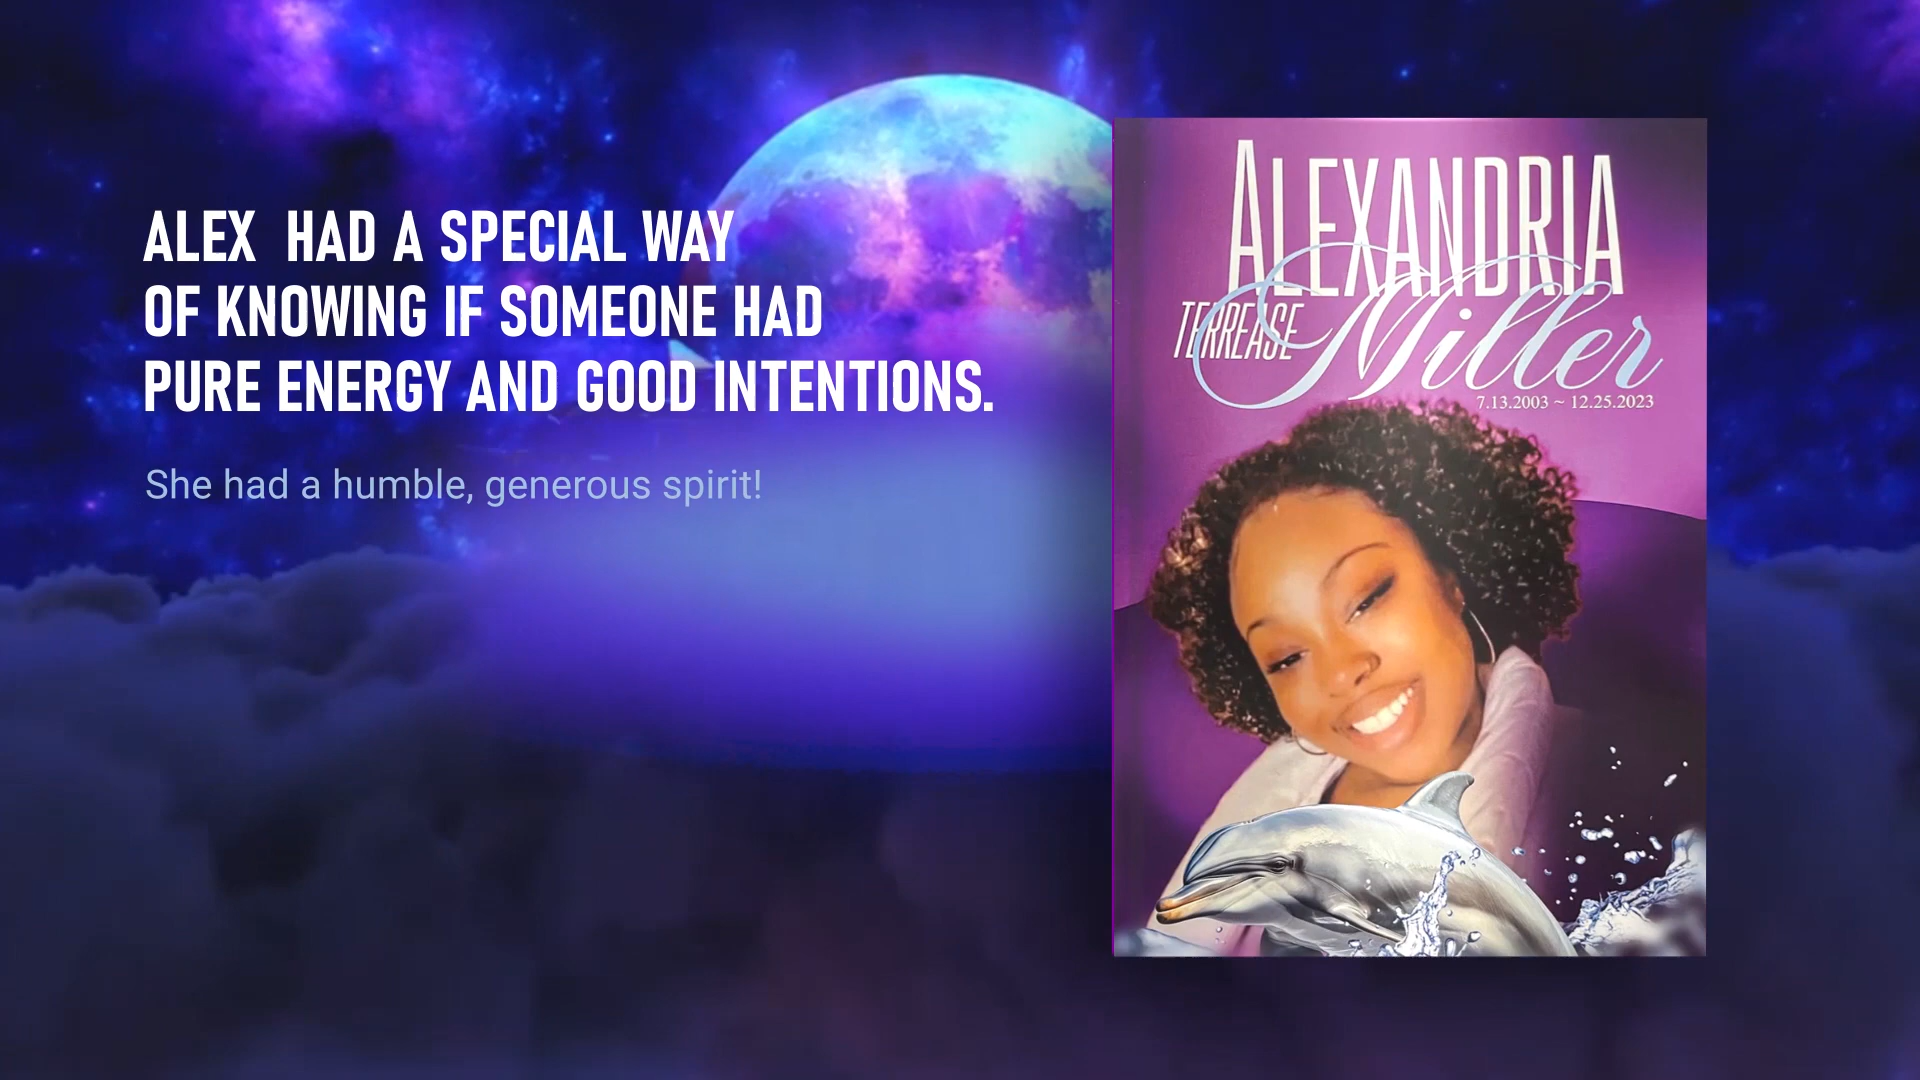 ALEX  HAD A SPECIAL WAY
OF KNOWING IF SOMEONE HAD
PURE ENERGY AND GOOD INTENTIONS.
She had a humble, generous spirit!
ALEXANDRIA
TERREASE Miller
7.13.2003 ~ 12.25.2023